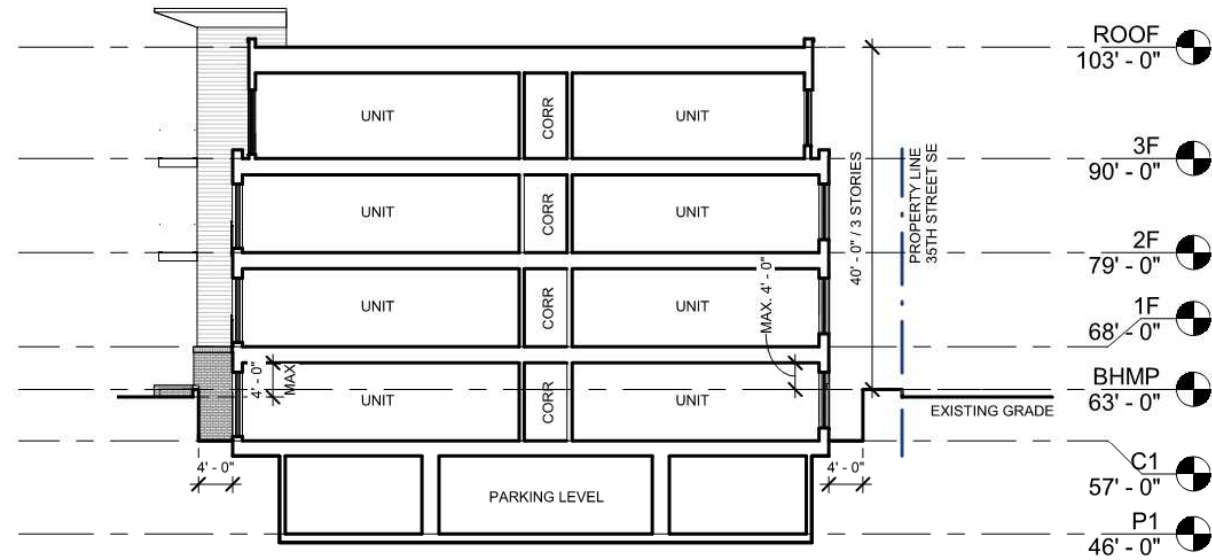 ROOF
103' - 0"
UNIT
CORR
UNIT
3F
90' - 0"
UNIT
CORR
UNIT
40' - 0" / 3 STORIES
PROPERTY LINE
35TH STREET SE
2F
79' - 0"
UNIT
CORR
UNIT
MAX. 4' - 0"
1F
68' - 0"
4' - 0"
MAX
UNIT
CORR
UNIT
BHMP
63' - 0"
EXISTING GRADE
4' - 0"
4' - 0"
C1
57' - 0"
PARKING LEVEL
P1
46' - 0"